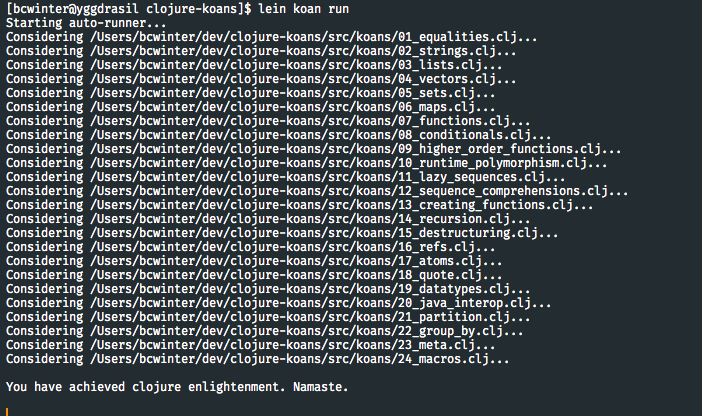 [bcwinter@yggdrasil clojure-koans]$ lein koan run
Starting auto-runner...
Considering /Users/bcwinter/dev/clojure-koans/src/koans/01_equalities.clj...
Considering /Users/bcwinter/dev/clojure-koans/src/koans/02_strings.clj...
Considering /Users/bcwinter/dev/clojure-koans/src/koans/03_lists.clj...
Considering /Users/bcwinter/dev/clojure-koans/src/koans/04_vectors.clj...
Considering /Users/bcwinter/dev/clojure-koans/src/koans/05_sets.clj...
Considering /Users/bcwinter/dev/clojure-koans/src/koans/06_maps.clj...
Considering /Users/bcwinter/dev/clojure-koans/src/koans/07_functions.clj...
Considering /Users/bcwinter/dev/clojure-koans/src/koans/08_conditionals.clj...
Considering /Users/bcwinter/dev/clojure-koans/src/koans/09_higher_order_functions.clj...
Considering /Users/bcwinter/dev/clojure-koans/src/koans/10_runtime_polymorphism.clj...
Considering /Users/bcwinter/dev/clojure-koans/src/koans/11_lazy_sequences.clj...
Considering /Users/bcwinter/dev/clojure-koans/src/koans/12_sequence_comprehensions.clj...
Considering /Users/bcwinter/dev/clojure-koans/src/koans/13_creating_functions.clj...
Considering /Users/bcwinter/dev/clojure-koans/src/koans/14_recursion.clj...
Considering /Users/bcwinter/dev/clojure-koans/src/koans/15_destructuring.clj...
Considering /Users/bcwinter/dev/clojure-koans/src/koans/16_refs.clj...
Considering /Users/bcwinter/dev/clojure-koans/src/koans/17_atoms.clj...
Considering /Users/bcwinter/dev/clojure-koans/src/koans/18_quote.clj...
Considering /Users/bcwinter/dev/clojure-koans/src/koans/19_datatypes.clj...
Considering /Users/bcwinter/dev/clojure-koans/src/koans/20_java_interop.clj...
Considering /Users/bcwinter/dev/clojure-koans/src/koans/21_partition.clj...
Considering /Users/bcwinter/dev/clojure-koans/src/koans/22_group_by.clj...
Considering /Users/bcwinter/dev/clojure-koans/src/koans/23_meta.clj...
Considering /Users/bcwinter/dev/clojure-koans/src/koans/24_macros.clj...
You have achieved clojure enlightenment. Namaste.